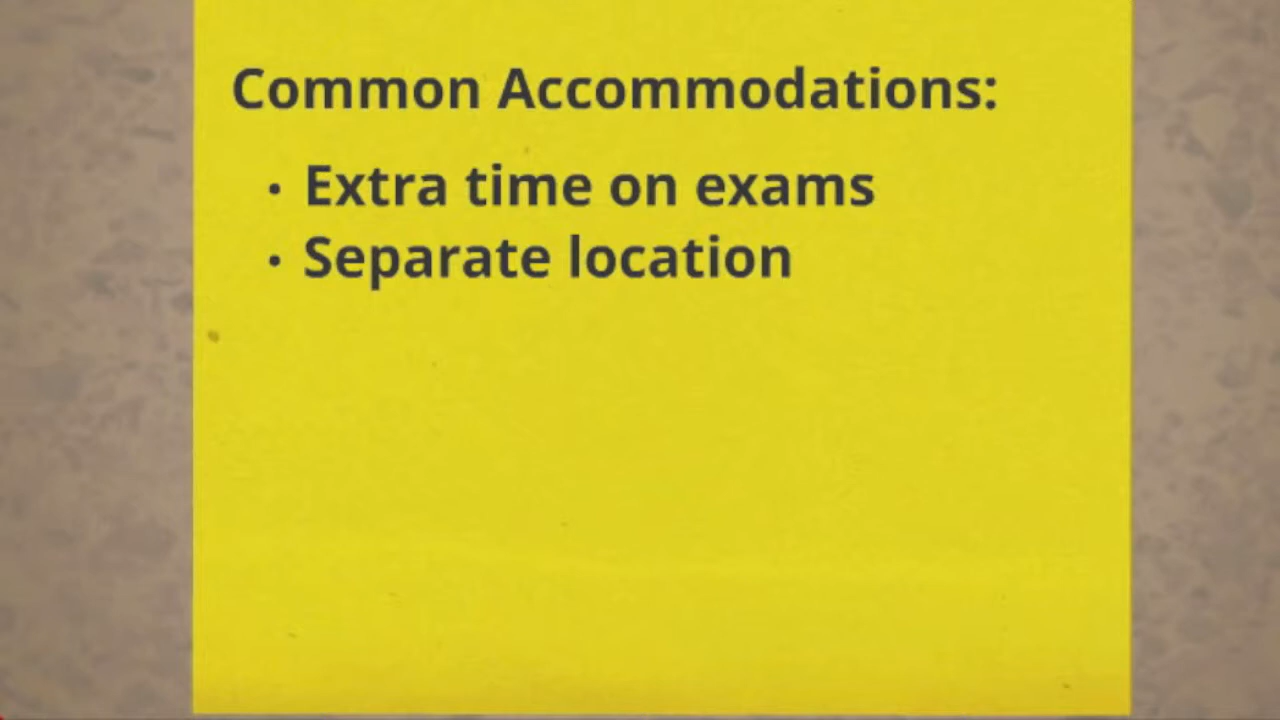 Common Accommodations:
• Extra time on exams
• Separate location